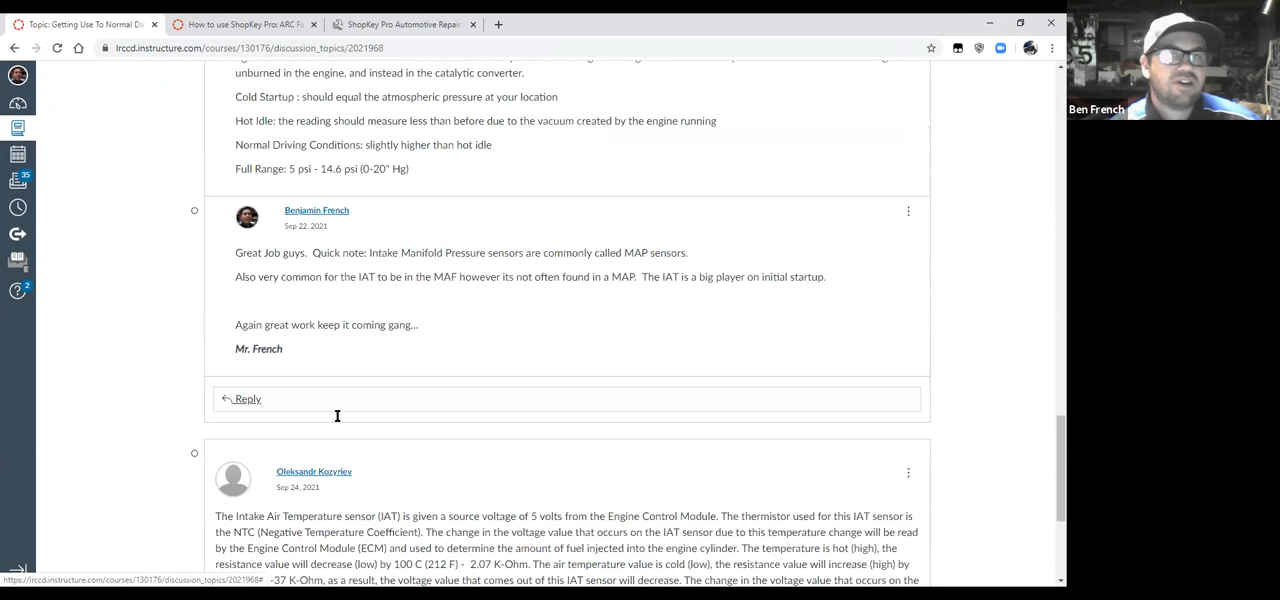 Topic: Getting Use To Normal Da
How to use ShopKey Pro: ARC Fa
ShopKey Pro Automotive Repair
lrccd.instructure.com/courses/130176/discussion_topics/2021968
Ben French
unburned in the engine, and instead in the catalytic converter.
Cold Startup : should equal the atmospheric pressure at your location
Hot Idle: the reading should now be less than before due to the vacuum created by the engine running
Normal Driving Conditions: slightly higher than hot idle
Full Range: 5 psi - 14.6 psi (0-20" Hg)
35
2
Benjamin French
Sep 22, 2021
Great Job guys. Quick note: Intake Manifold Pressure sensors are commonly called MAP sensors.
Also very common for the IAT to be in the MAF however its not often found in a MAP. The IAT is a big player on initial startup.
Again great work keep it coming gang...
Mr. French
Reply
Oleksandr Kozyriev
Sep 24, 2021
The Intake Air Temperature sensor (IAT) is given a source voltage of 5 volts from the Engine Control Module. The thermistor used for this IAT sensor is
the NTC (Negative Temperature Coefficient). The change in the voltage value that occurs on the IAT sensor due to this temperature change will be read
by the Engine Control Module (ECM) and used to determine the amount of fuel injected into the engine cylinder. The temperature is hot (high), the
resistance value will decrease (low) by 100 C (212 F) - 2.07 K-Ohm. The air temperature value is cold (low), the resistance value will increase (high) by
-37 K-Ohm, as a result, the voltage value that comes out of this IAT sensor will decrease. The change in the voltage value that occurs on the
https://lrccd.instructure.com/courses/130176/discussion_topics/2021968#